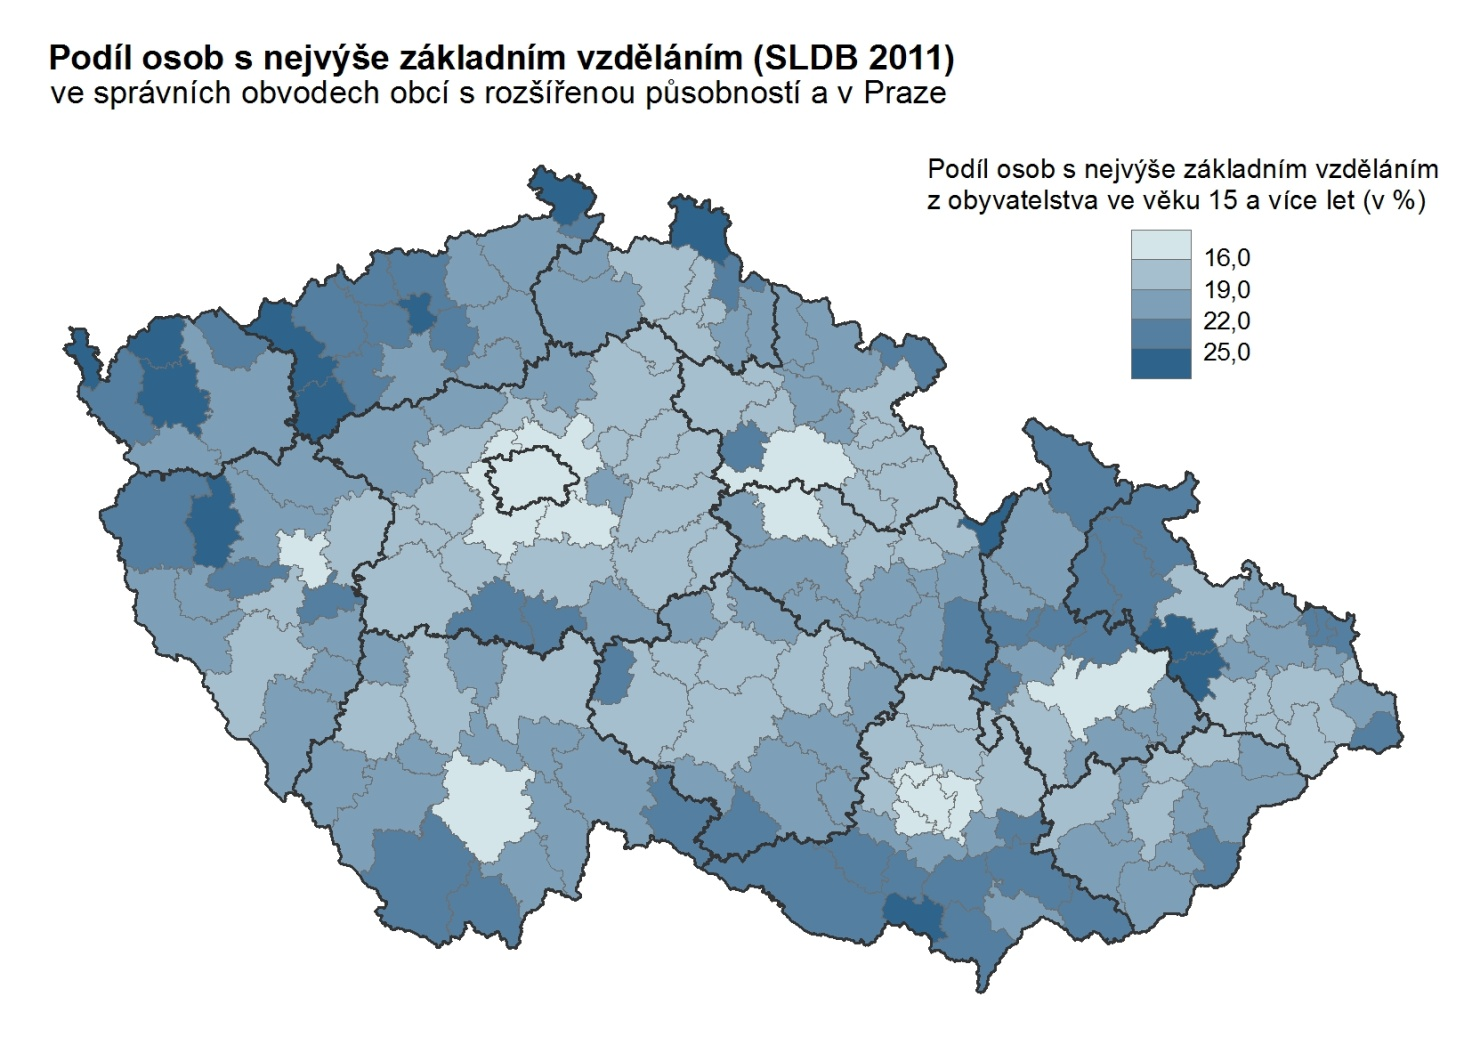 Podíl osob s nejvýše základním vzděláním (SLDB 2011)
ve správních obvodech obcí s rozšířenou působností a v Praze
Podíl osob s nejvýše základním vzděláním
z obyvatelstva ve věku 15 a více let (v %)
16,0
19,0
22,0
25,0